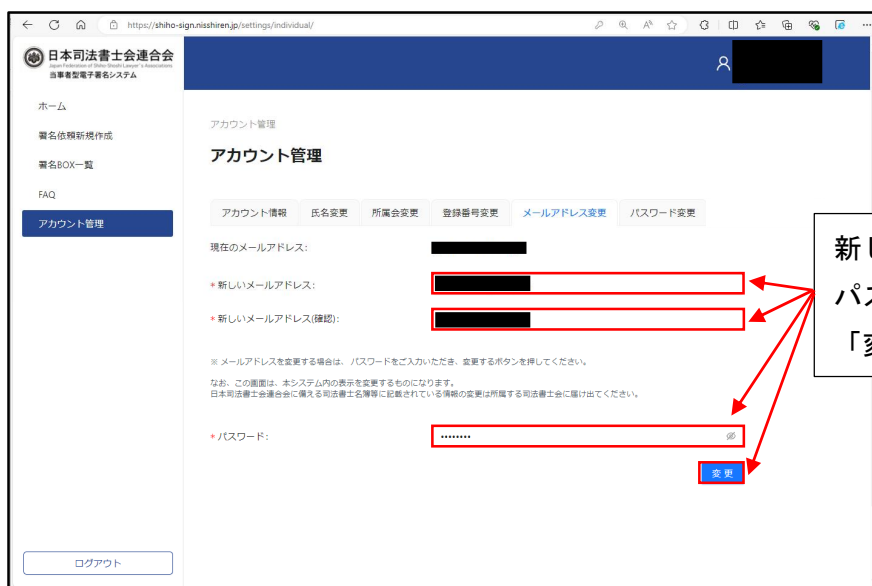 https://shiho-sign.nisshiren.jp/settings/individual/
日本司法書士会連合会
Japan Federation of Shiho-Shoshi Lawyer's Associations
当事者型電子署名システム
ホーム
署名依頼新規作成
署名BOX一覧
FAQ
アカウント管理
ログアウト
アカウント管理
アカウント管理
アカウント情報 氏名変更 所属会変更 登録番号変更 メールアドレス変更 パスワード変更
現在のメールアドレス:
* 新しいメールアドレス:
* 新しいメールアドレス(確認):
※ メールアドレスを変更する場合は、パスワードをご入力いただき、変更するボタンを押してください。
なお、この画面は、本システム内の表示を変更するものになります。
日本司法書士会連合会に備える司法書士名簿等に記載されている情報の変更は所属する司法書士会に届け出てください。
* パスワード: ••••••••
変更
新し
パス
「変